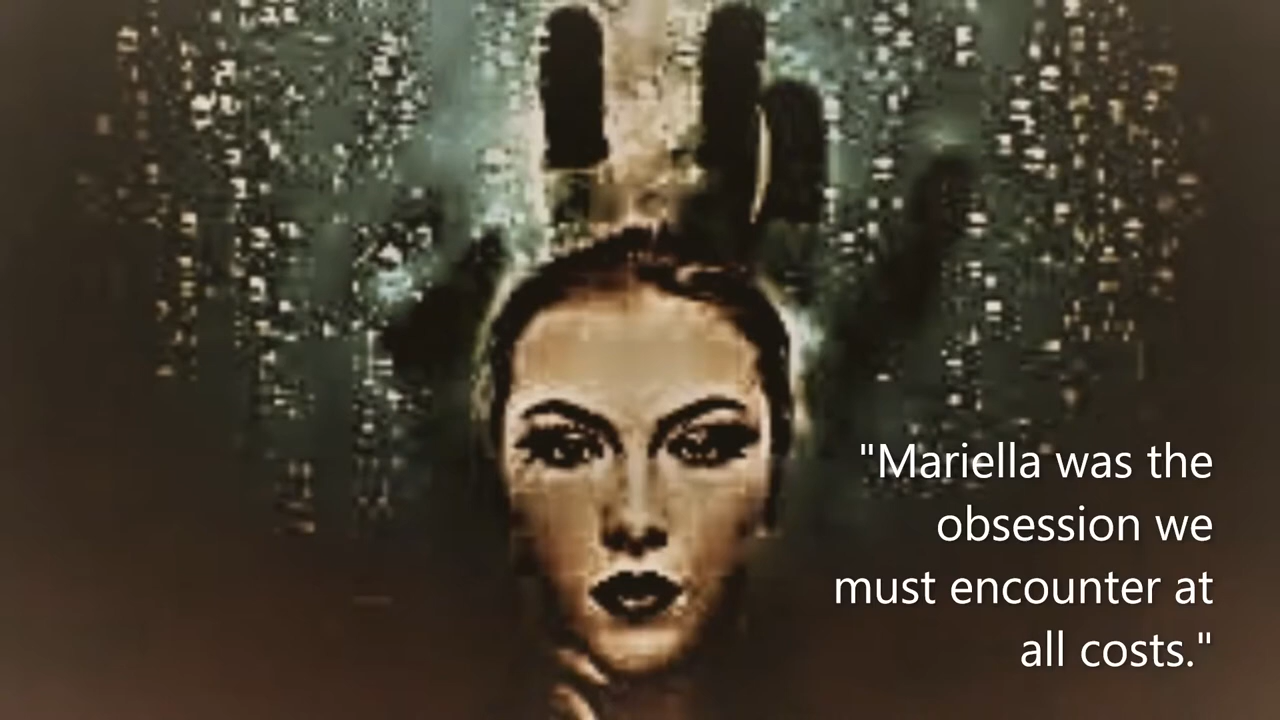 "Mariella was the
obsession we
must encounter at
all costs."